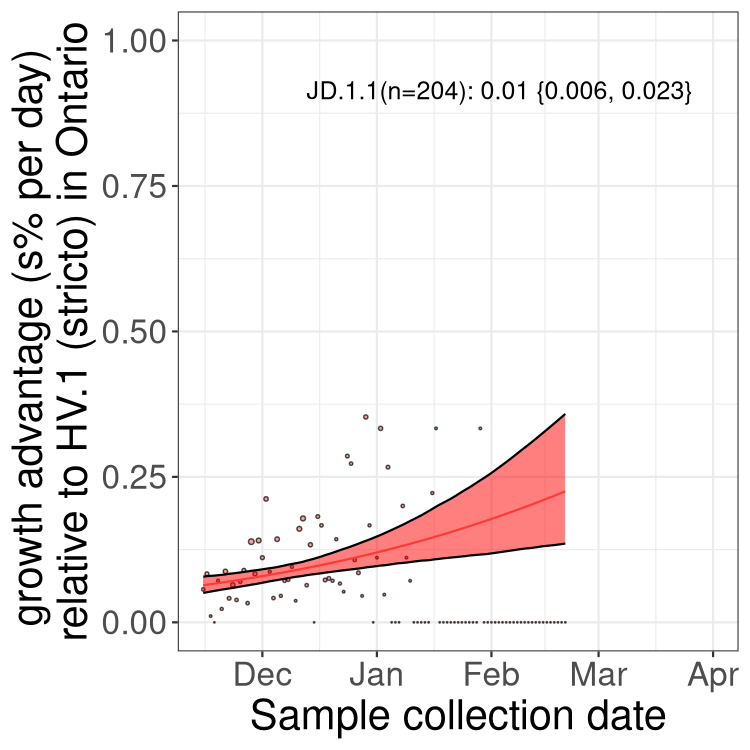 growth advantage (s% per day)
relative to HV.1 (stricto) in Ontario
1.00
0.75
0.50
0.25
0.00
JD.1.1(n=204): 0.01 {0.006, 0.023}
Dec Jan Feb Mar Apr
Sample collection date